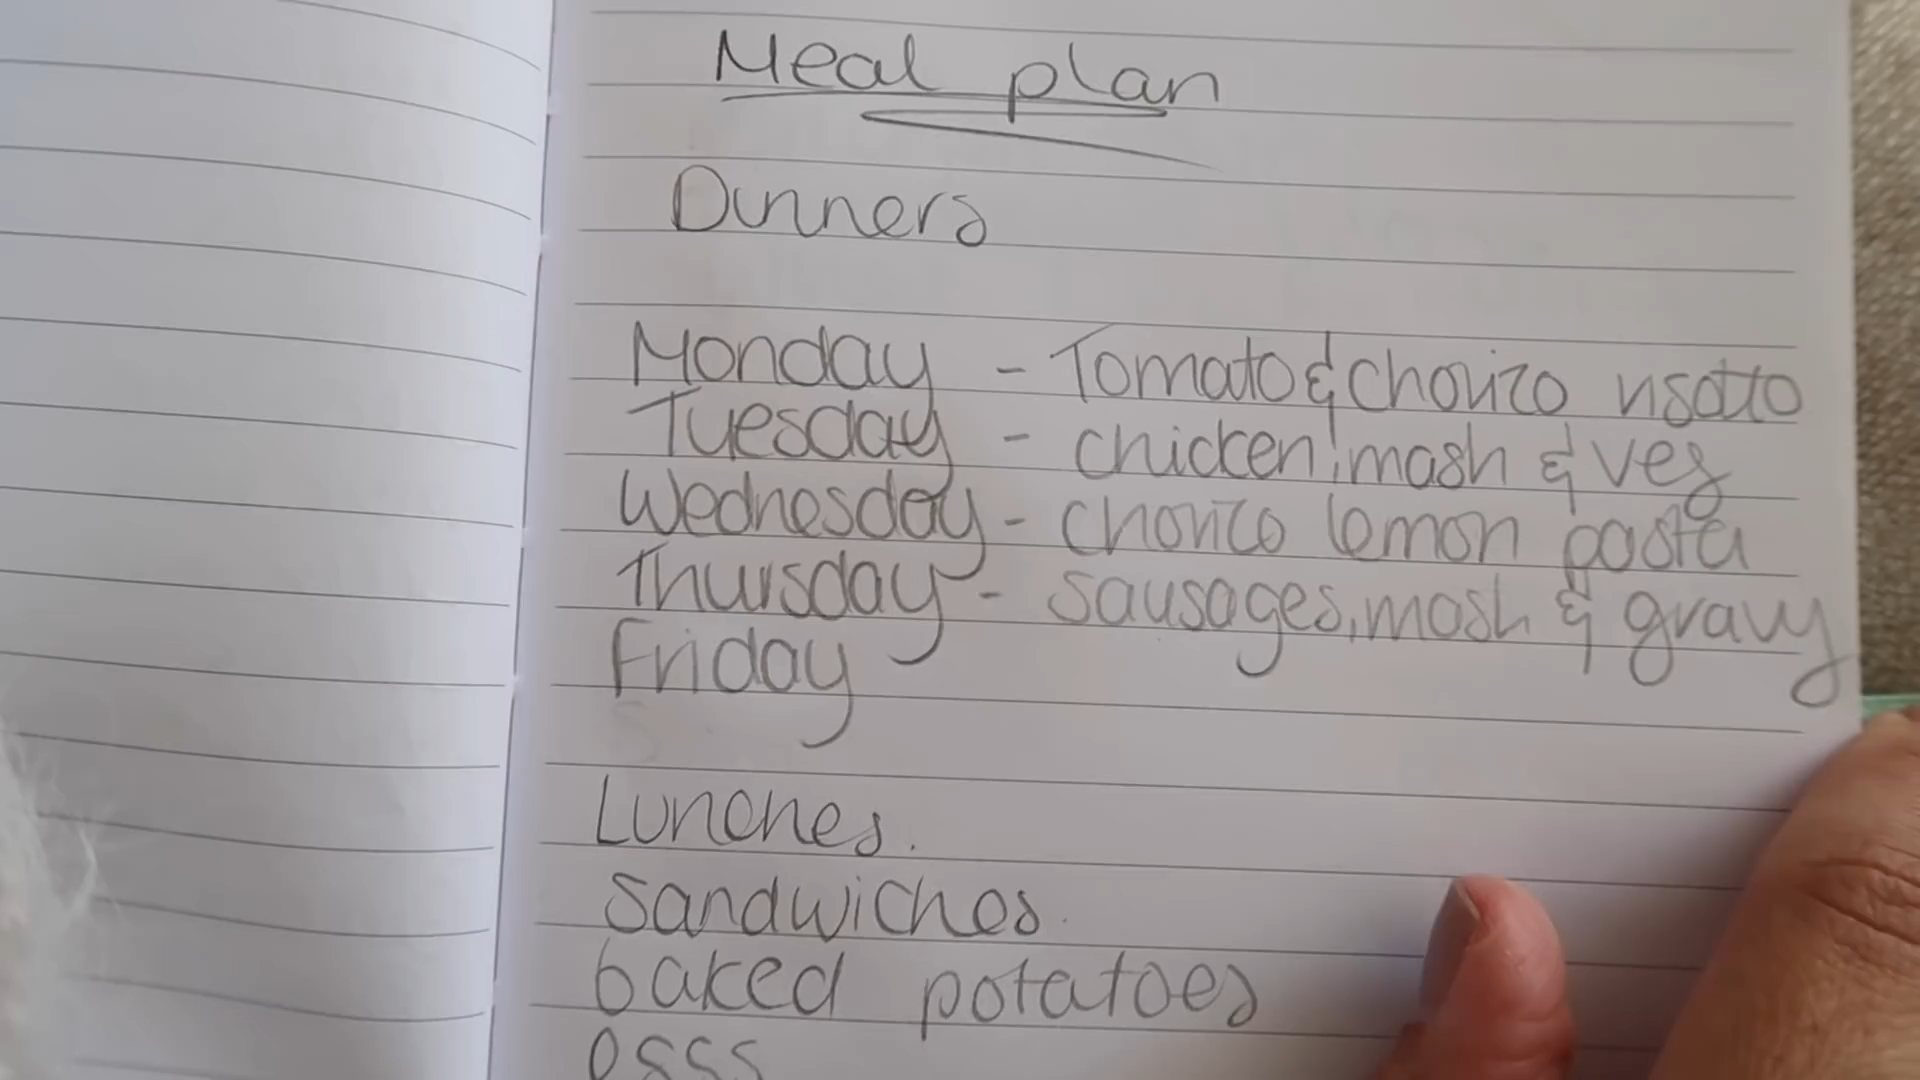 Meal plan
Dinners
Monday - Tomato & chorizo risotto
Tuesday - chicken, mash & veg
Wednesday - chorizo lemon pasta
Thursday - sausages, mash & gravy
Friday
Lunches.
sandwiches
baked potatoes